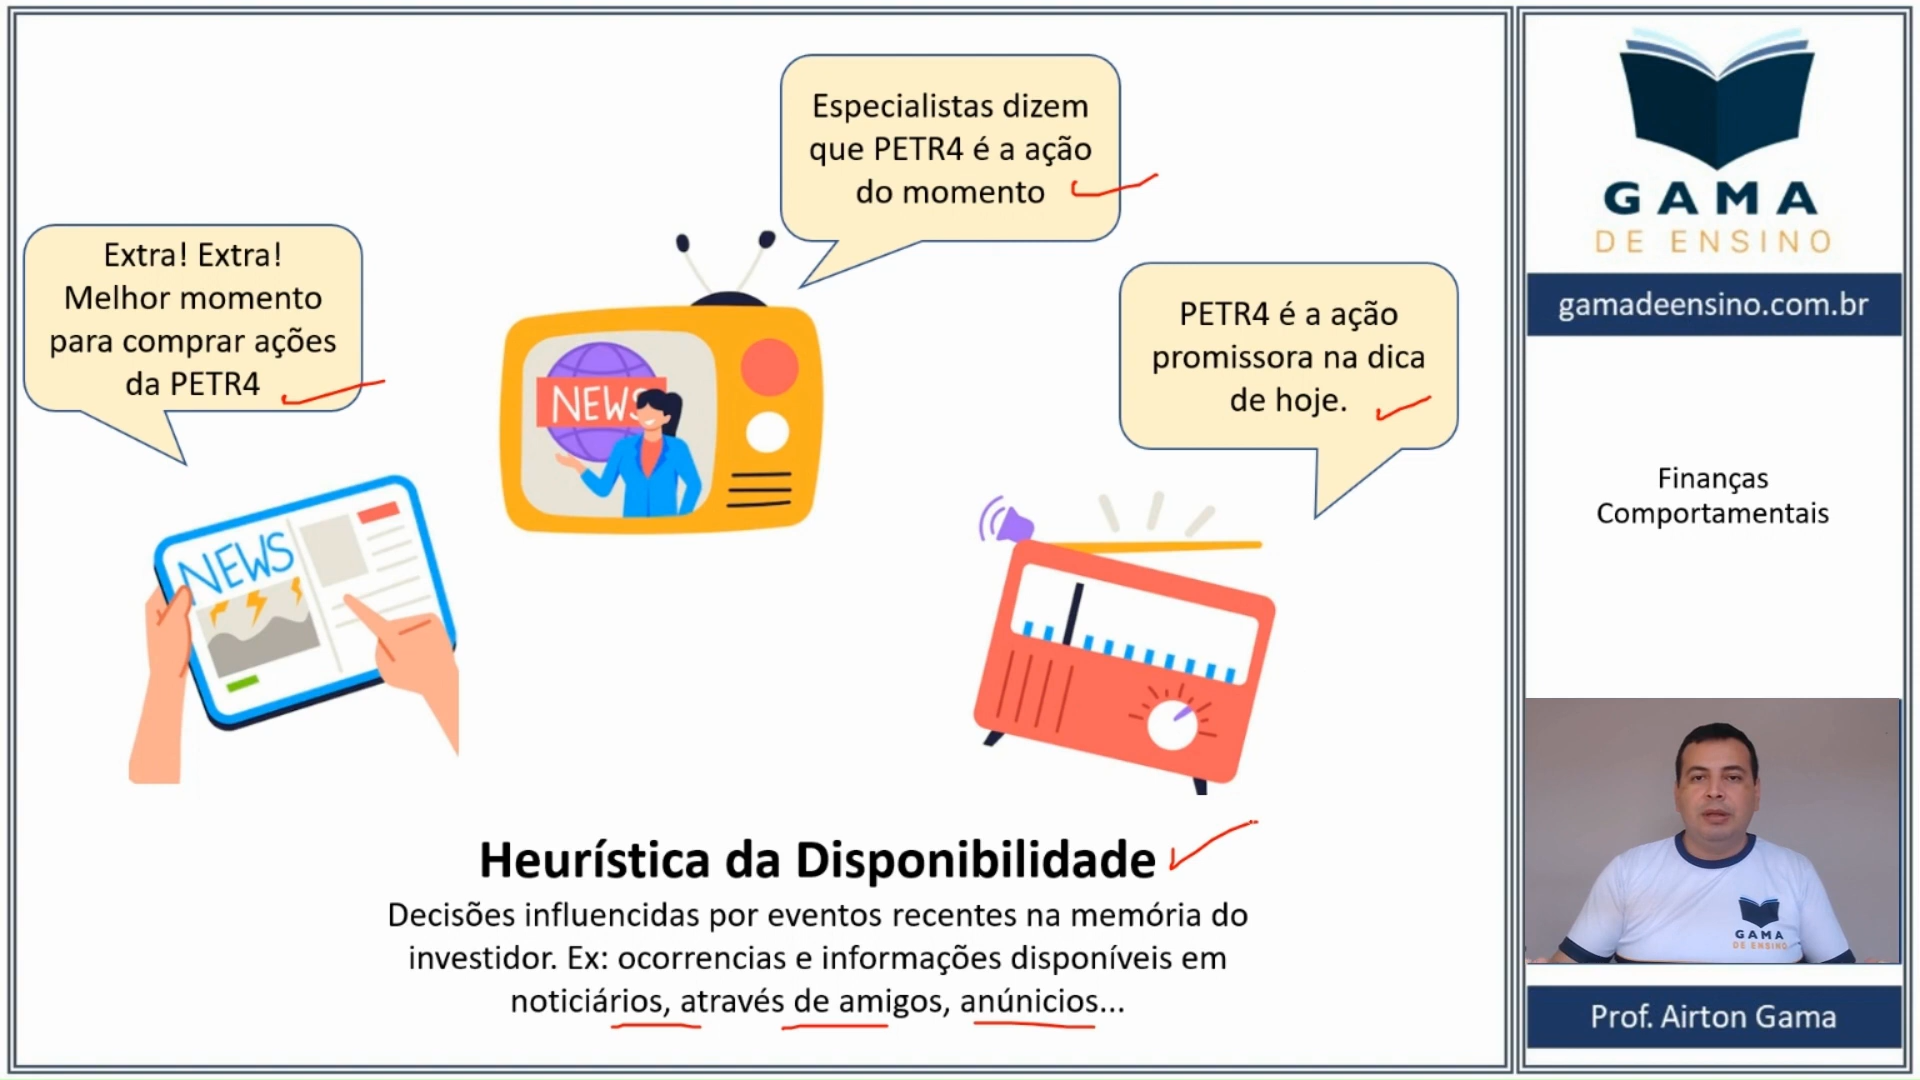 Especialistas dizem
que PETR4 é a ação
do momento
Extra! Extra!
Melhor momento
para comprar ações
da PETR4
PETR4 é a ação
promissora na dica
de hoje.
NEWS
NEWS
Heurística da Disponibilidade
Decisões influencidas por eventos recentes na memória do
investidor. Ex: ocorrencias e informações disponíveis em
noticiários, através de amigos, anúnicios...
GAMA
DE ENSINO
gamadeensino.com.br
Finanças
Comportamentais
GAMA
DE ENSINO
Prof. Airton Gama